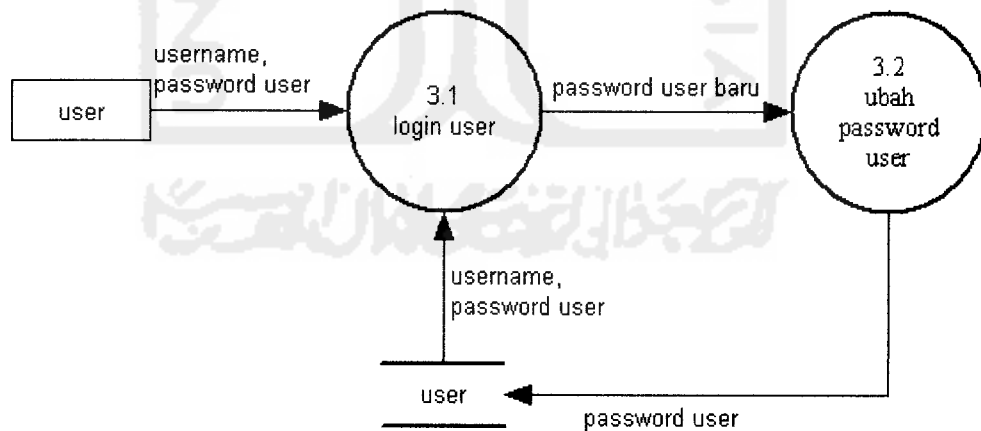 username,
password user
user
3.1
login user
password user baru
3.2
ubah
password
user
username,
password user
user
password user